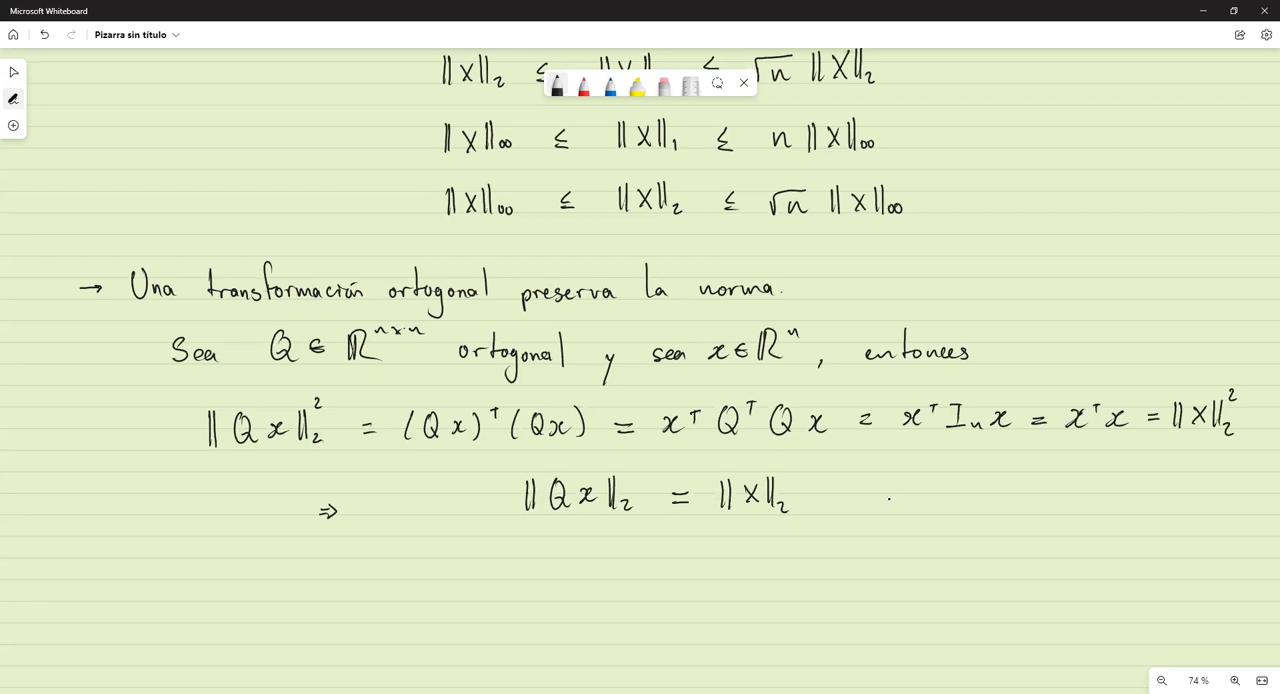 Microsoft Whiteboard
Pizarra sin título
‖X‖₂ ≤ ‖X‖ ≤ √n ‖X‖₂
‖X‖∞ ≤ ‖X‖₁ ≤ n ‖X‖∞
‖X‖∞ ≤ ‖X‖₂ ≤ √n ‖X‖∞
→ Una transformación ortogonal preserva la norma.
Sea Q ∈ ℝⁿˣⁿ ortogonal y sea x ∈ ℝⁿ, entonces
‖Qx‖₂² = (Qx)ᵀ(Qx) = xᵀQᵀQx = xᵀIₙx = xᵀx = ‖X‖₂²
⇒ ‖Qx‖₂ = ‖X‖₂
74 %